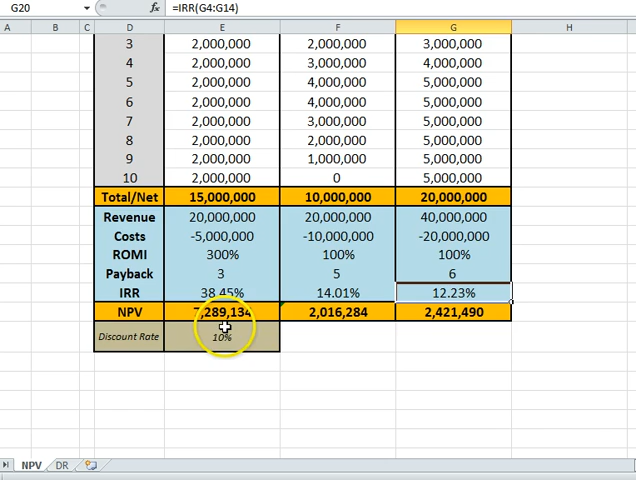 G20 fx =IRR(G4:G14)
A B C D E F G H
3 2,000,000 2,000,000 3,000,000
4 2,000,000 3,000,000 4,000,000
5 2,000,000 4,000,000 5,000,000
6 2,000,000 4,000,000 5,000,000
7 2,000,000 3,000,000 5,000,000
8 2,000,000 2,000,000 5,000,000
9 2,000,000 1,000,000 5,000,000
10 2,000,000 0 5,000,000
Total/Net 15,000,000 10,000,000 20,000,000
Revenue 20,000,000 20,000,000 40,000,000
Costs -5,000,000 -10,000,000 -20,000,000
ROMI 300% 100% 100%
Payback 3 5 6
IRR 38.45% 14.01% 12.23%
NPV 7,289,134 2,016,284 2,421,490
Discount Rate 10%
NPV DR